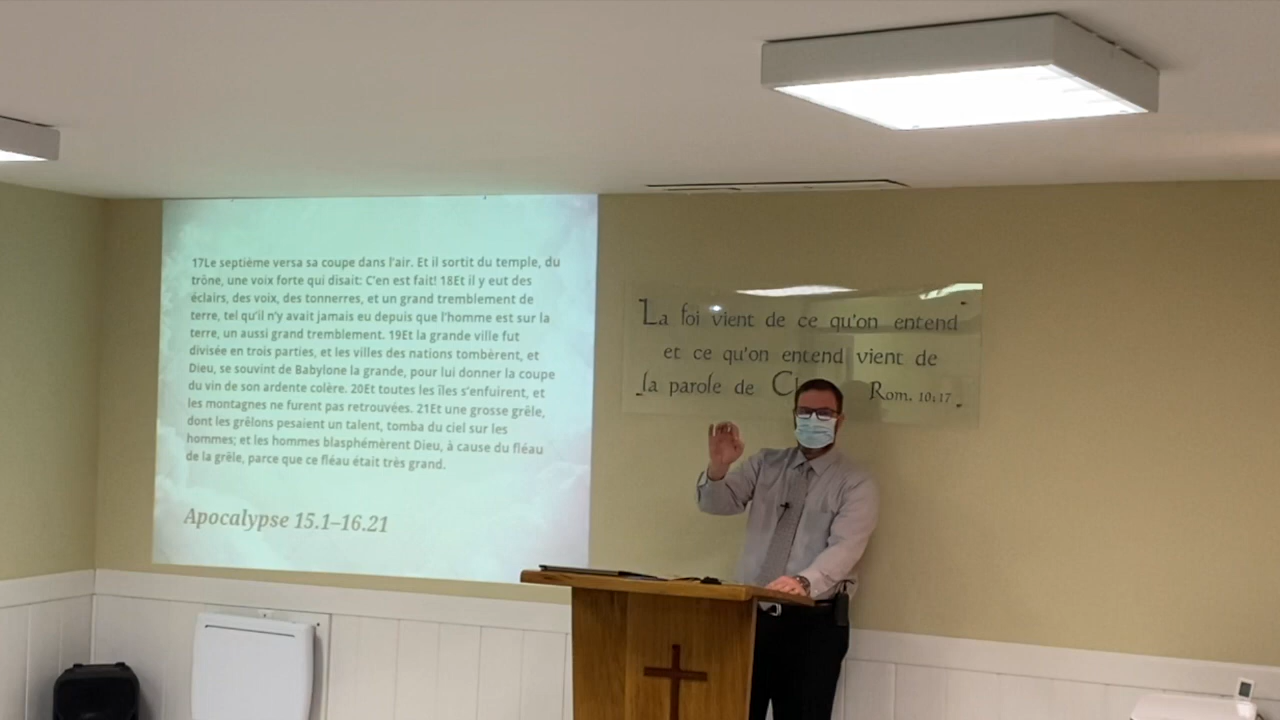 17Le septième versa sa coupe dans l'air. Et il sortit du temple, du
trône, une voix forte qui disait: C'en est fait! 18Et il y eut des
éclairs, des voix, des tonnerres, et un grand tremblement de
terre, tel qu'il n'y avait jamais eu depuis que l'homme est sur la
terre, un aussi grand tremblement. 19Et la grande ville fut
divisée en trois parties, et les villes des nations tombèrent, et
Dieu, se souvint de Babylone la grande, pour lui donner la coupe
du vin de son ardente colère. 20Et toutes les îles s'enfuirent, et
les montagnes ne furent pas retrouvées. 21Et une grosse grêle,
dont les grêlons pesaient un talent, tomba du ciel sur les
hommes; et les hommes blasphémèrent Dieu, à cause du fléau
de la grêle, parce que ce fléau était très grand.
Apocalypse 15.1–16.21
La foi vient de ce qu'on entend
et ce qu'on entend vient de
la parole de Rom. 10:17